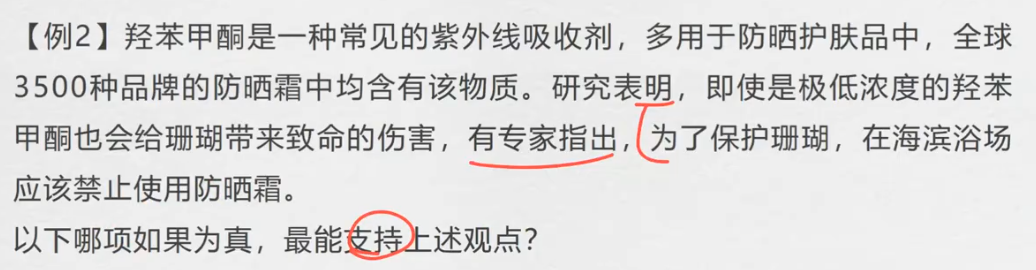 【例2】羟苯甲酮是一种常见的紫外线吸收剂，多用于防晒护肤品中，全球
3500种品牌的防晒霜中均含有该物质。研究表明，即使是极低浓度的羟苯
甲酮也会给珊瑚带来致命的伤害，有专家指出，为了保护珊瑚，在海滨浴场
应该禁止使用防晒霜。
以下哪项如果为真，最能支持上述观点？